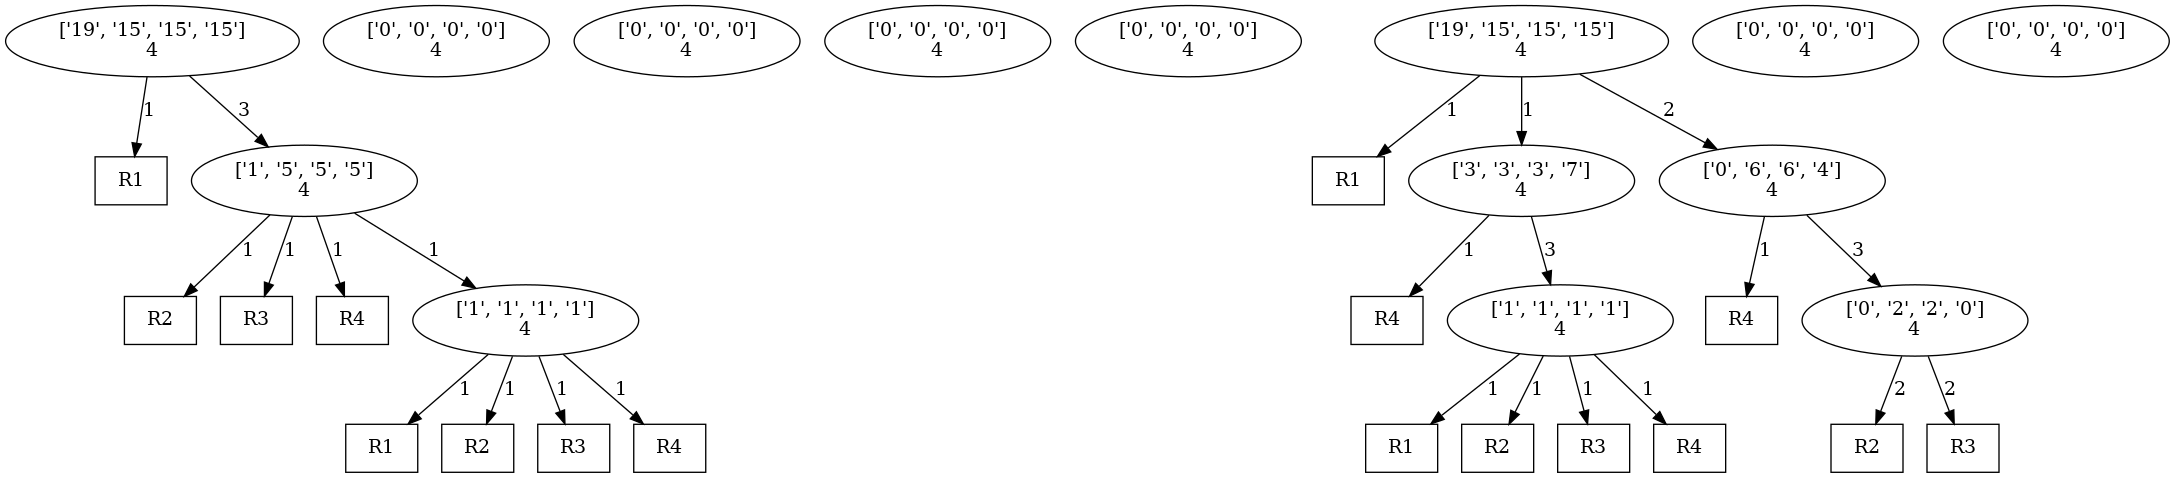 ['19', '15', '15', '15']
4
['0', '0', '0', '0']
4
['0', '0', '0', '0']
4
['0', '0', '0', '0']
4
['0', '0', '0', '0']
4
['19', '15', '15', '15']
4
['0', '0', '0', '0']
4
['0', '0', '0', '0']
4
1
3
1
1
2
R1
['1', '5', '5', '5']
4
R1
['3', '3', '3', '7']
4
['0', '6', '6', '4']
4
1
1
1
1
1
3
1
3
R2
R3
R4
['1', '1', '1', '1']
4
R4
['1', '1', '1', '1']
4
R4
['0', '2', '2', '0']
4
1
1
1
1
1
1
1
1
2
2
R1
R2
R3
R4
R1
R2
R3
R4
R2
R3